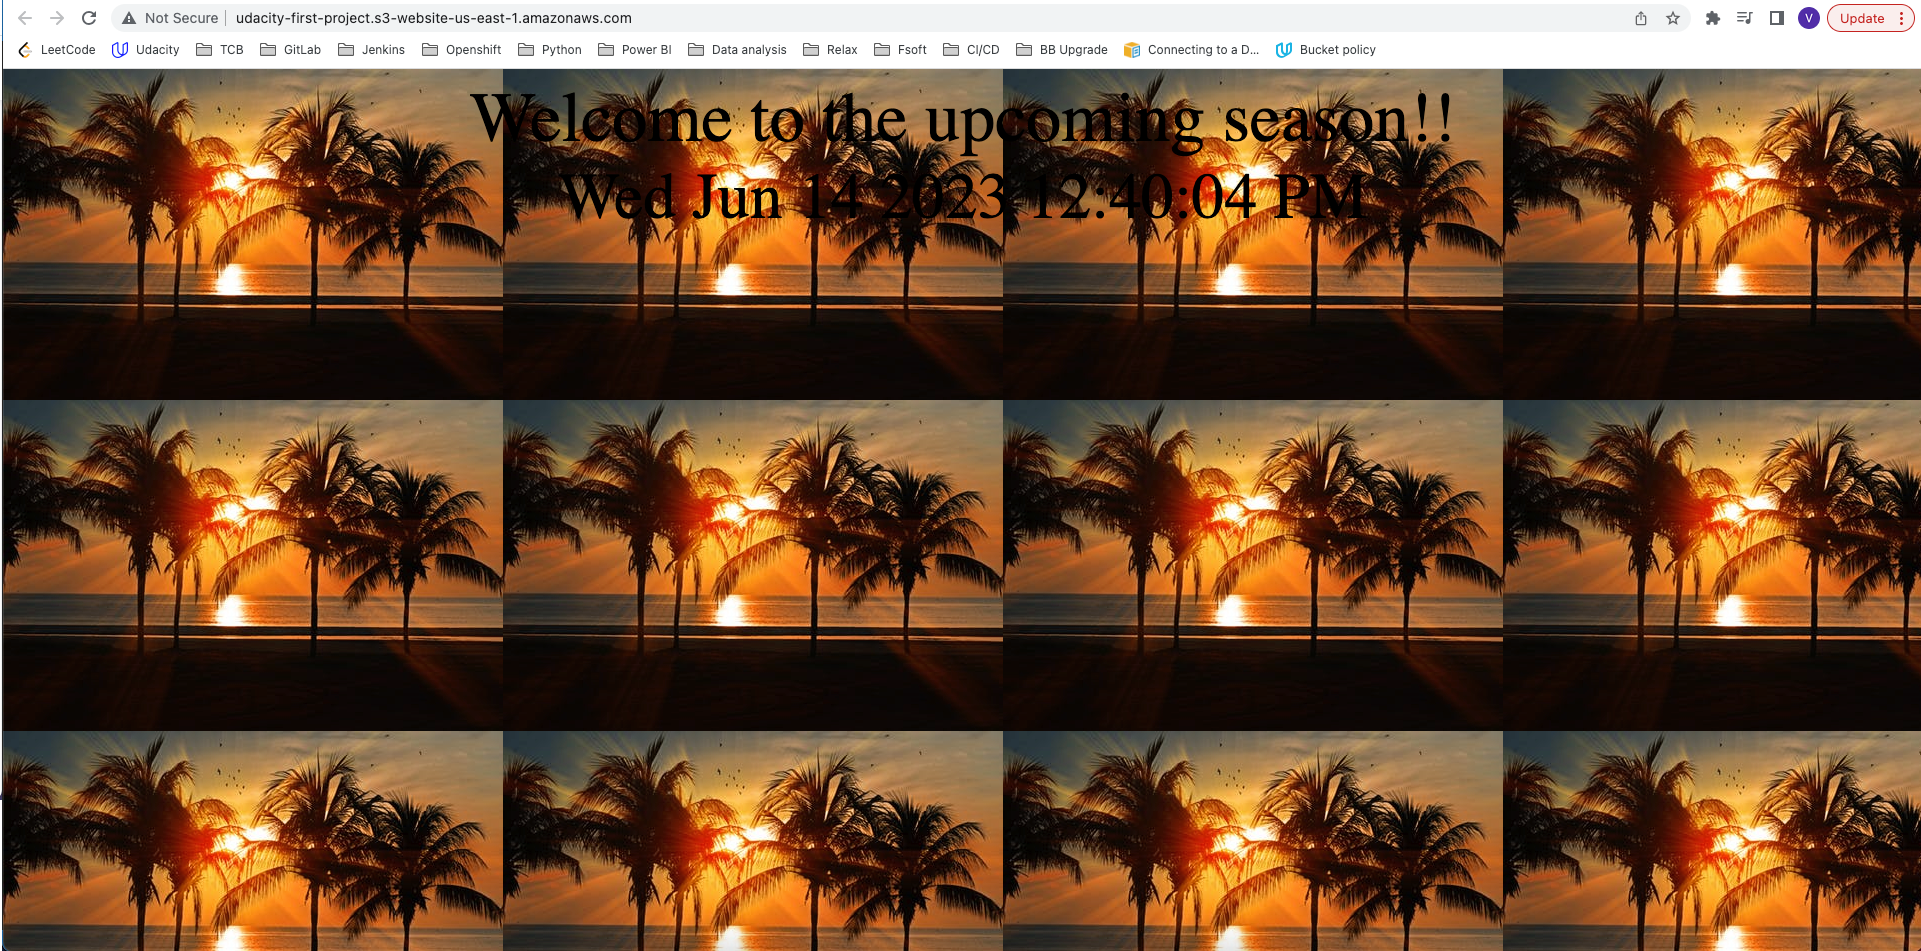 Not Secure udacity-first-project.s3-website-us-east-1.amazonaws.com V Update
LeetCode Udacity TCB GitLab Jenkins Openshift Python Power BI Data analysis Relax Fsoft CI/CD BB Upgrade Connecting to a D... Bucket policy
Welcome to the upcoming season!!
Wed Jun 14 2023 12:40:04 PM